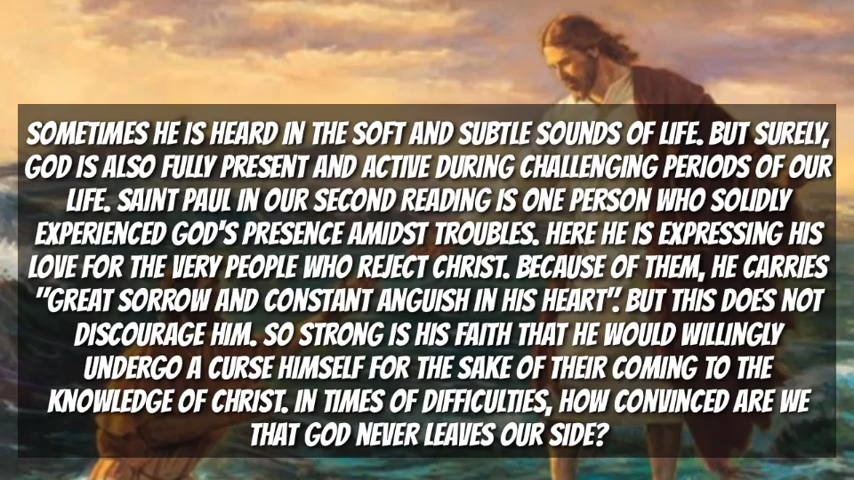 SOMETIMES HE IS HEARD IN THE SOFT AND SUBTLE SOUNDS OF LIFE. BUT SURELY,
GOD IS ALSO FULLY PRESENT AND ACTIVE DURING CHALLENGING PERIODS OF OUR
LIFE. SAINT PAUL IN OUR SECOND READING IS ONE PERSON WHO SOLIDLY
EXPERIENCED GOD'S PRESENCE AMIDST TROUBLES. HERE HE IS EXPRESSING HIS
LOVE FOR THE VERY PEOPLE WHO REJECT CHRIST. BECAUSE OF THEM, HE CARRIES
"GREAT SORROW AND CONSTANT ANGUISH IN HIS HEART". BUT THIS DOES NOT
DISCOURAGE HIM. SO STRONG IS HIS FAITH THAT HE WOULD WILLINGLY
UNDERGO A CURSE HIMSELF FOR THE SAKE OF THEIR COMING TO THE
KNOWLEDGE OF CHRIST. IN TIMES OF DIFFICULTIES, HOW CONVINCED ARE WE
THAT GOD NEVER LEAVES OUR SIDE?